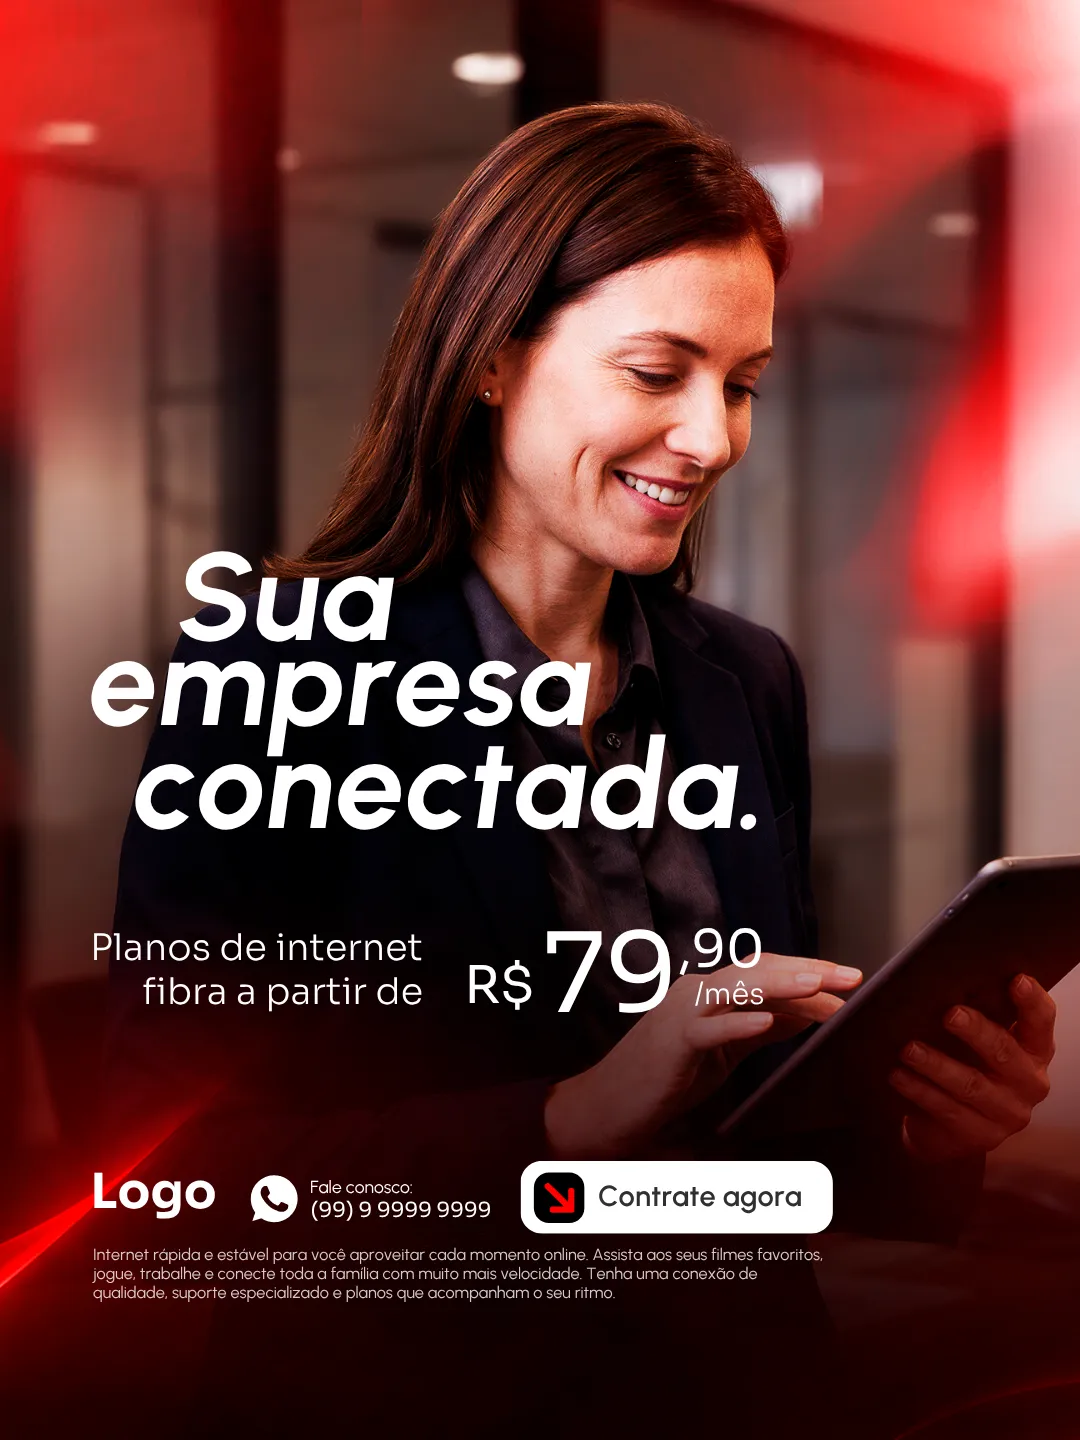 Sua
empresa
conectada.
Planos de internet
fibra a partir de
R$ 79,90
/mês
Logo
Fale conosco:
(99) 9 9999 9999
Contrate agora
Internet rápida e estável para você aproveitar cada momento online. Assista aos seus filmes favoritos,
jogue, trabalhe e conecte toda a família com muito mais velocidade. Tenha uma conexão de
qualidade, suporte especializado e planos que acompanham o seu ritmo.